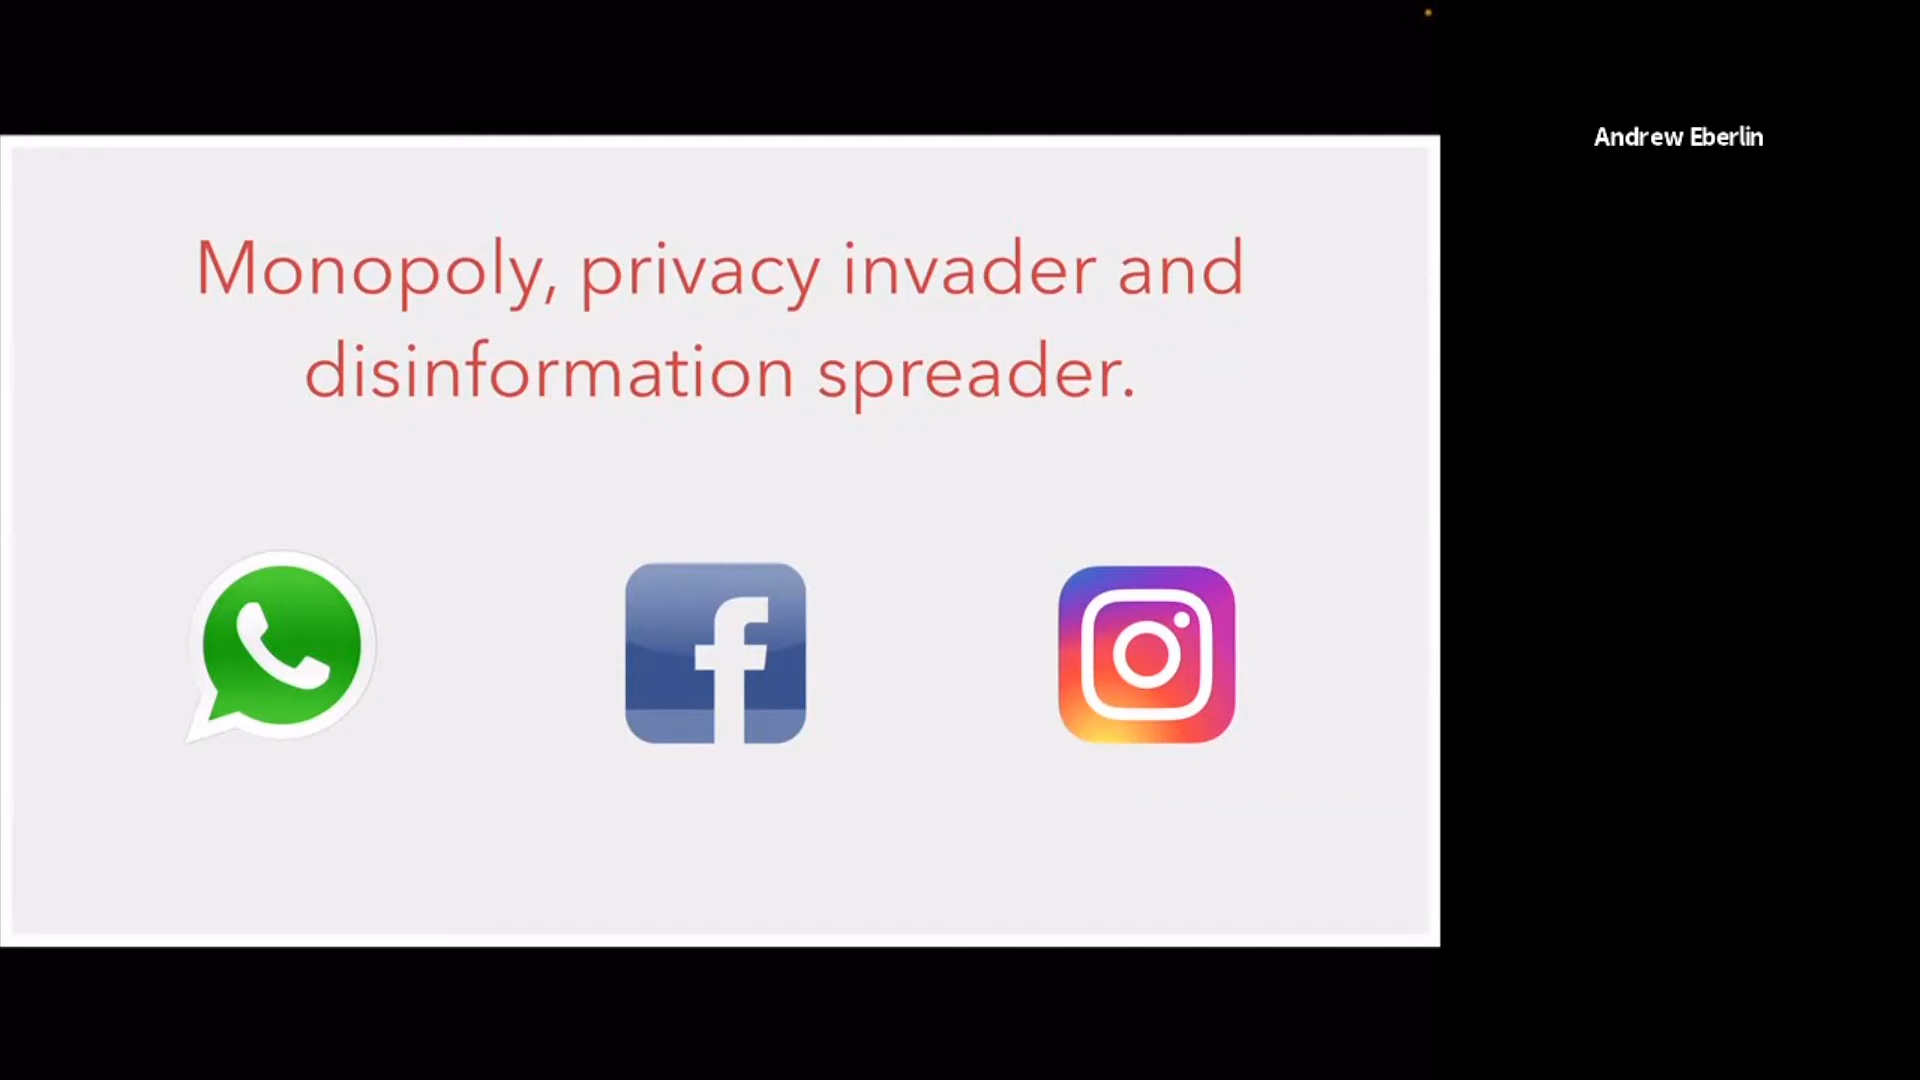 Monopoly, privacy invader and
disinformation spreader.
Andrew Eberlin